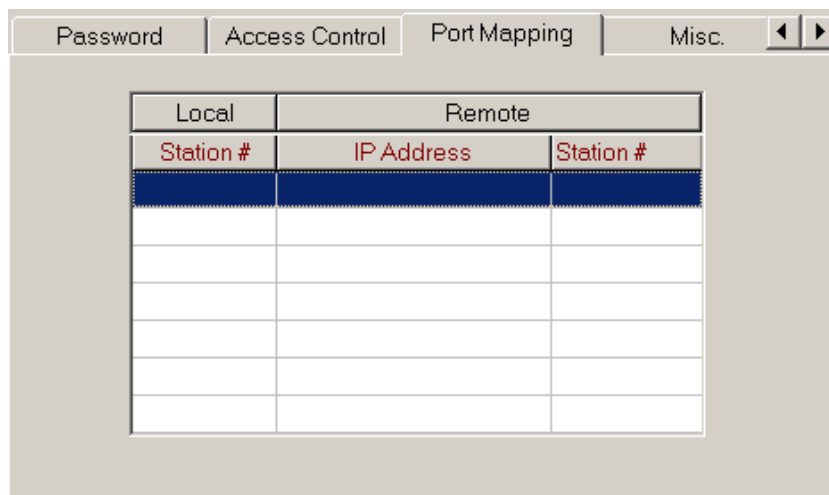 Password Access Control Port Mapping Misc.
Local Remote
Station # IP Address Station #